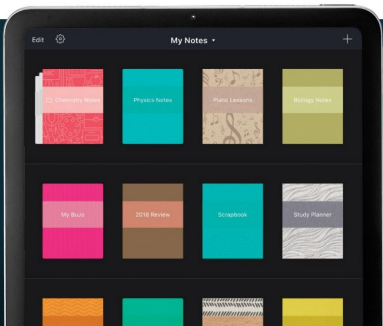 Edit
My Notes
Chemistry Notes
Physics Notes
Piano Lessons
Biology Notes
My Buzz
2018 Review
Scrapbook
Study Planner